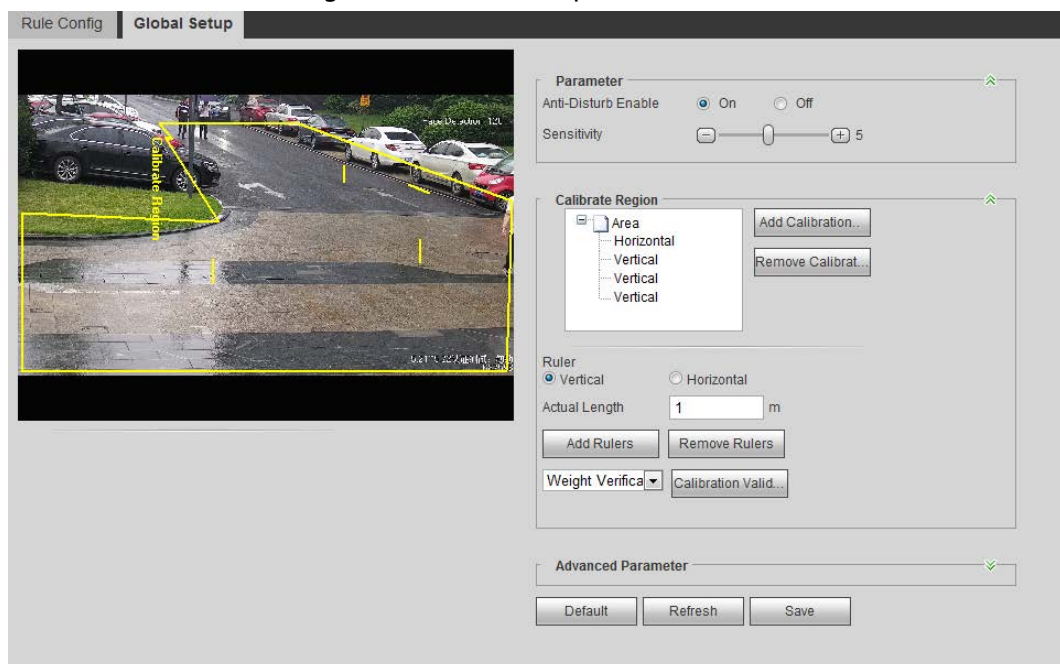 Rule Config Global Setup
Calibrate Region
Parameter
Anti-Disturb Enable On Off
Sensitivity 5
Calibrate Region
Area
Horizontal
Vertical
Vertical
Vertical
Add Calibration..
Remove Calibrat...
Ruler
Vertical Horizontal
Actual Length 1 m
Add Rulers Remove Rulers
Weight Verifica Calibration Valid...
Advanced Parameter
Default Refresh Save